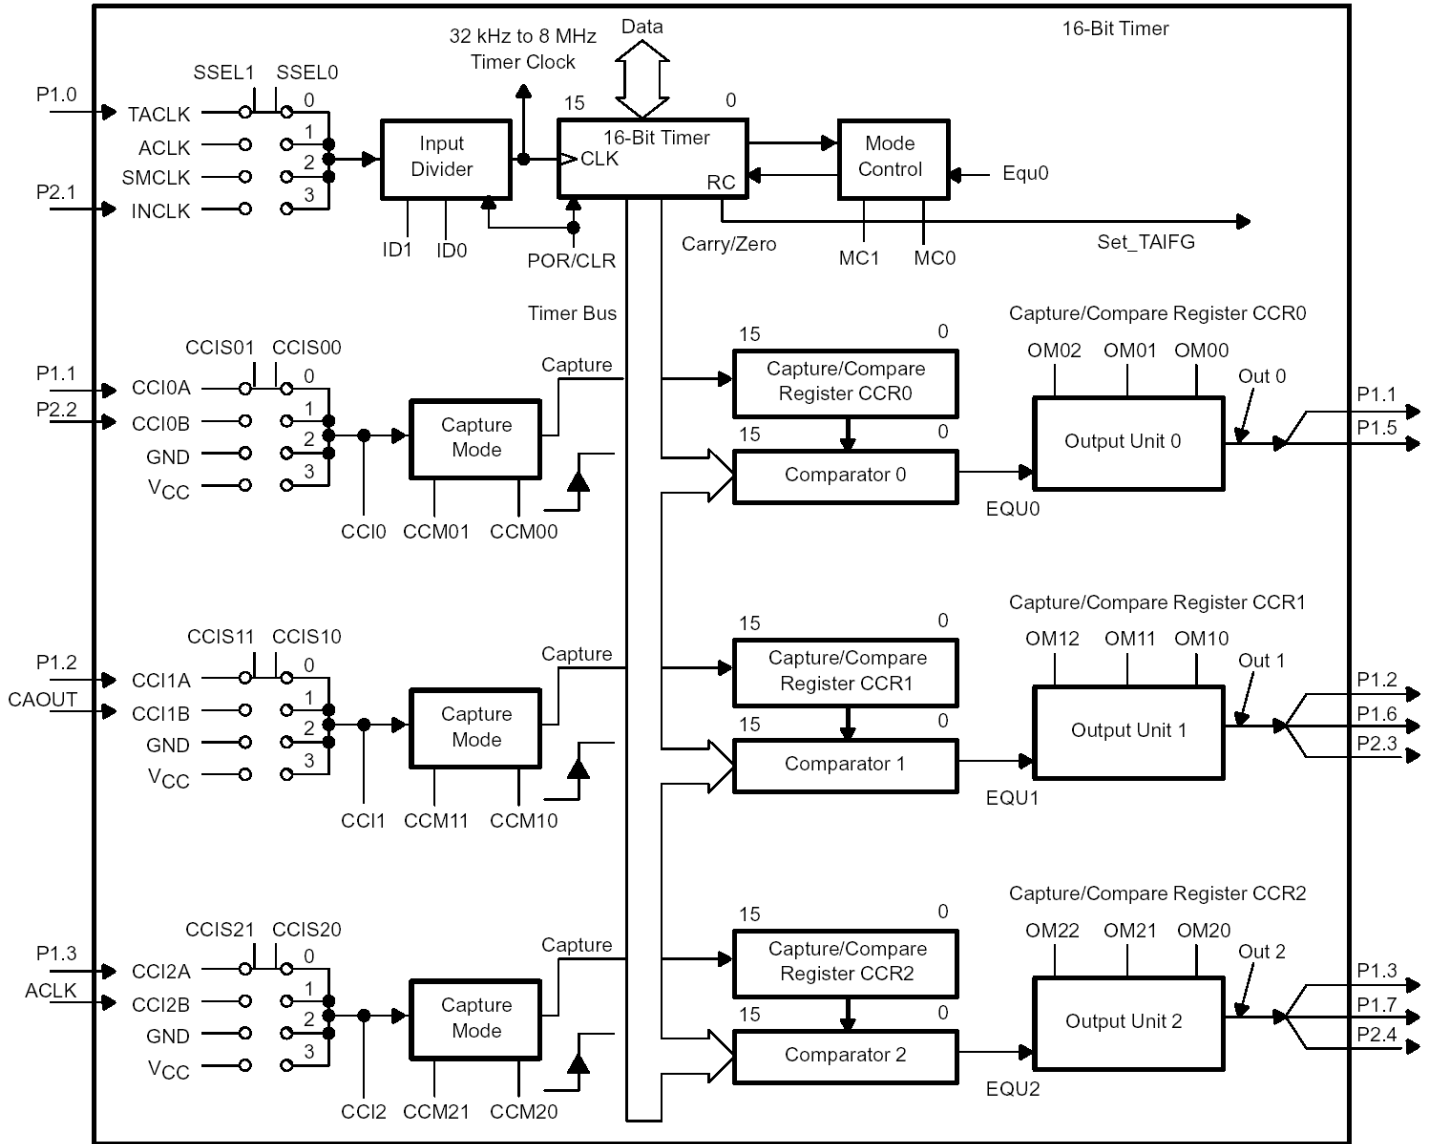 16-Bit Timer
32 kHz to 8 MHz
Timer Clock
Data
SSEL1 SSEL0
P1.0
TACLK 0
ACLK 1
SMCLK 2
P2.1
INCLK 3
Input
Divider
ID1 ID0
15 0
16-Bit Timer
CLK
RC
POR/CLR
Mode
Control
Equ0
MC1 MC0
Carry/Zero
Set_TAIFG
Timer Bus
CCIS01 CCIS00
P1.1
CCI0A 0
P2.2
CCI0B 1
GND 2
VCC 3
Capture
Mode
Capture
CCI0 CCM01 CCM00
15 0
Capture/Compare
Register CCR0
15 0
Comparator 0
EQU0
Capture/Compare Register CCR0
OM02 OM01 OM00
Output Unit 0
Out 0
P1.1
P1.5
CCIS11 CCIS10
P1.2
CCI1A 0
CAOUT
CCI1B 1
GND 2
VCC 3
Capture
Mode
Capture
CCI1 CCM11 CCM10
15 0
Capture/Compare
Register CCR1
15 0
Comparator 1
EQU1
Capture/Compare Register CCR1
OM12 OM11 OM10
Output Unit 1
Out 1
P1.2
P1.6
P2.3
CCIS21 CCIS20
P1.3
CCI2A 0
ACLK
CCI2B 1
GND 2
VCC 3
Capture
Mode
Capture
CCI2 CCM21 CCM20
15 0
Capture/Compare
Register CCR2
15 0
Comparator 2
EQU2
Capture/Compare Register CCR2
OM22 OM21 OM20
Output Unit 2
Out 2
P1.3
P1.7
P2.4